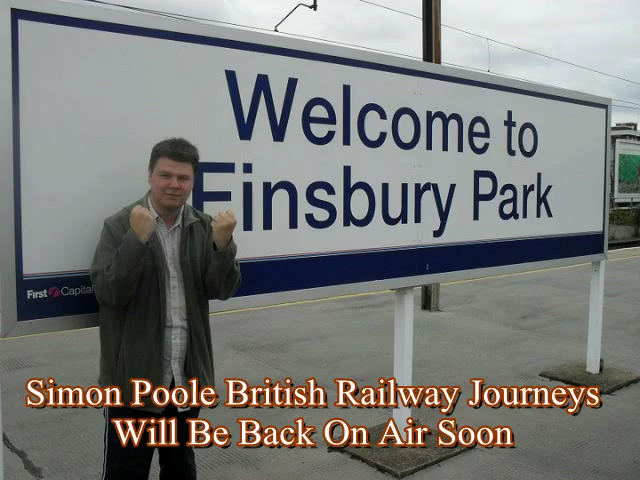 Welcome to
Finsbury Park
First Capital
Simon Poole British Railway Journeys
Will Be Back On Air Soon